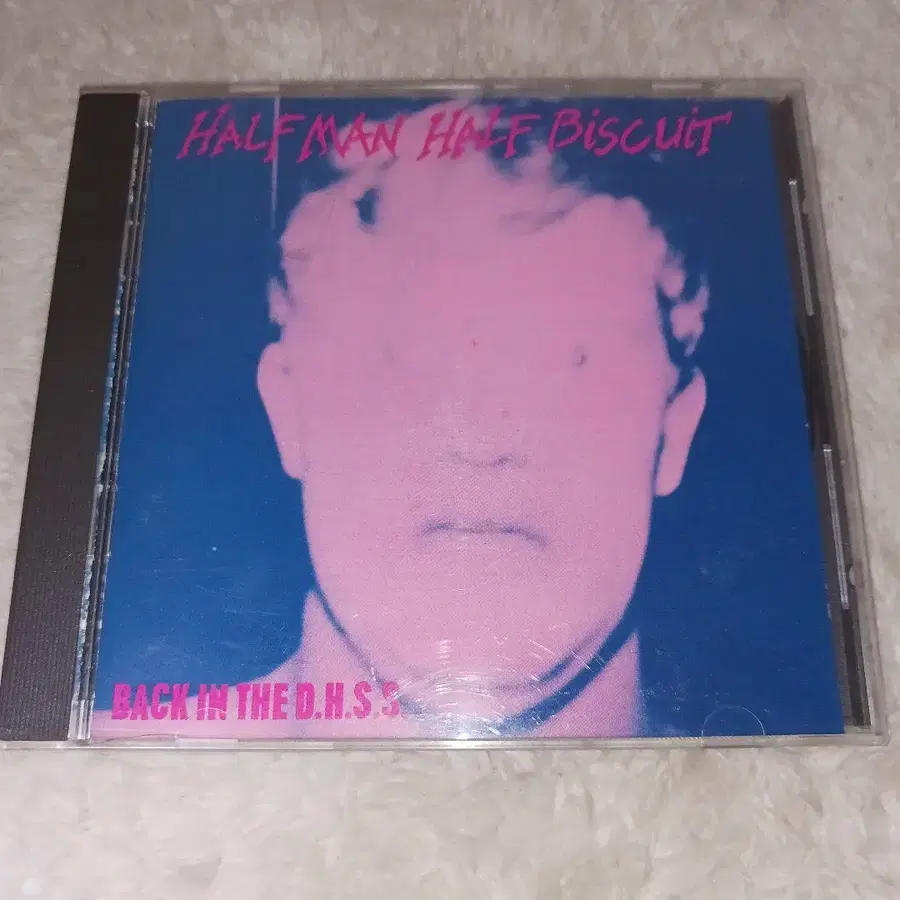 HALF MAN HALF BISCUIT
BACK IN THE D.H.S.S